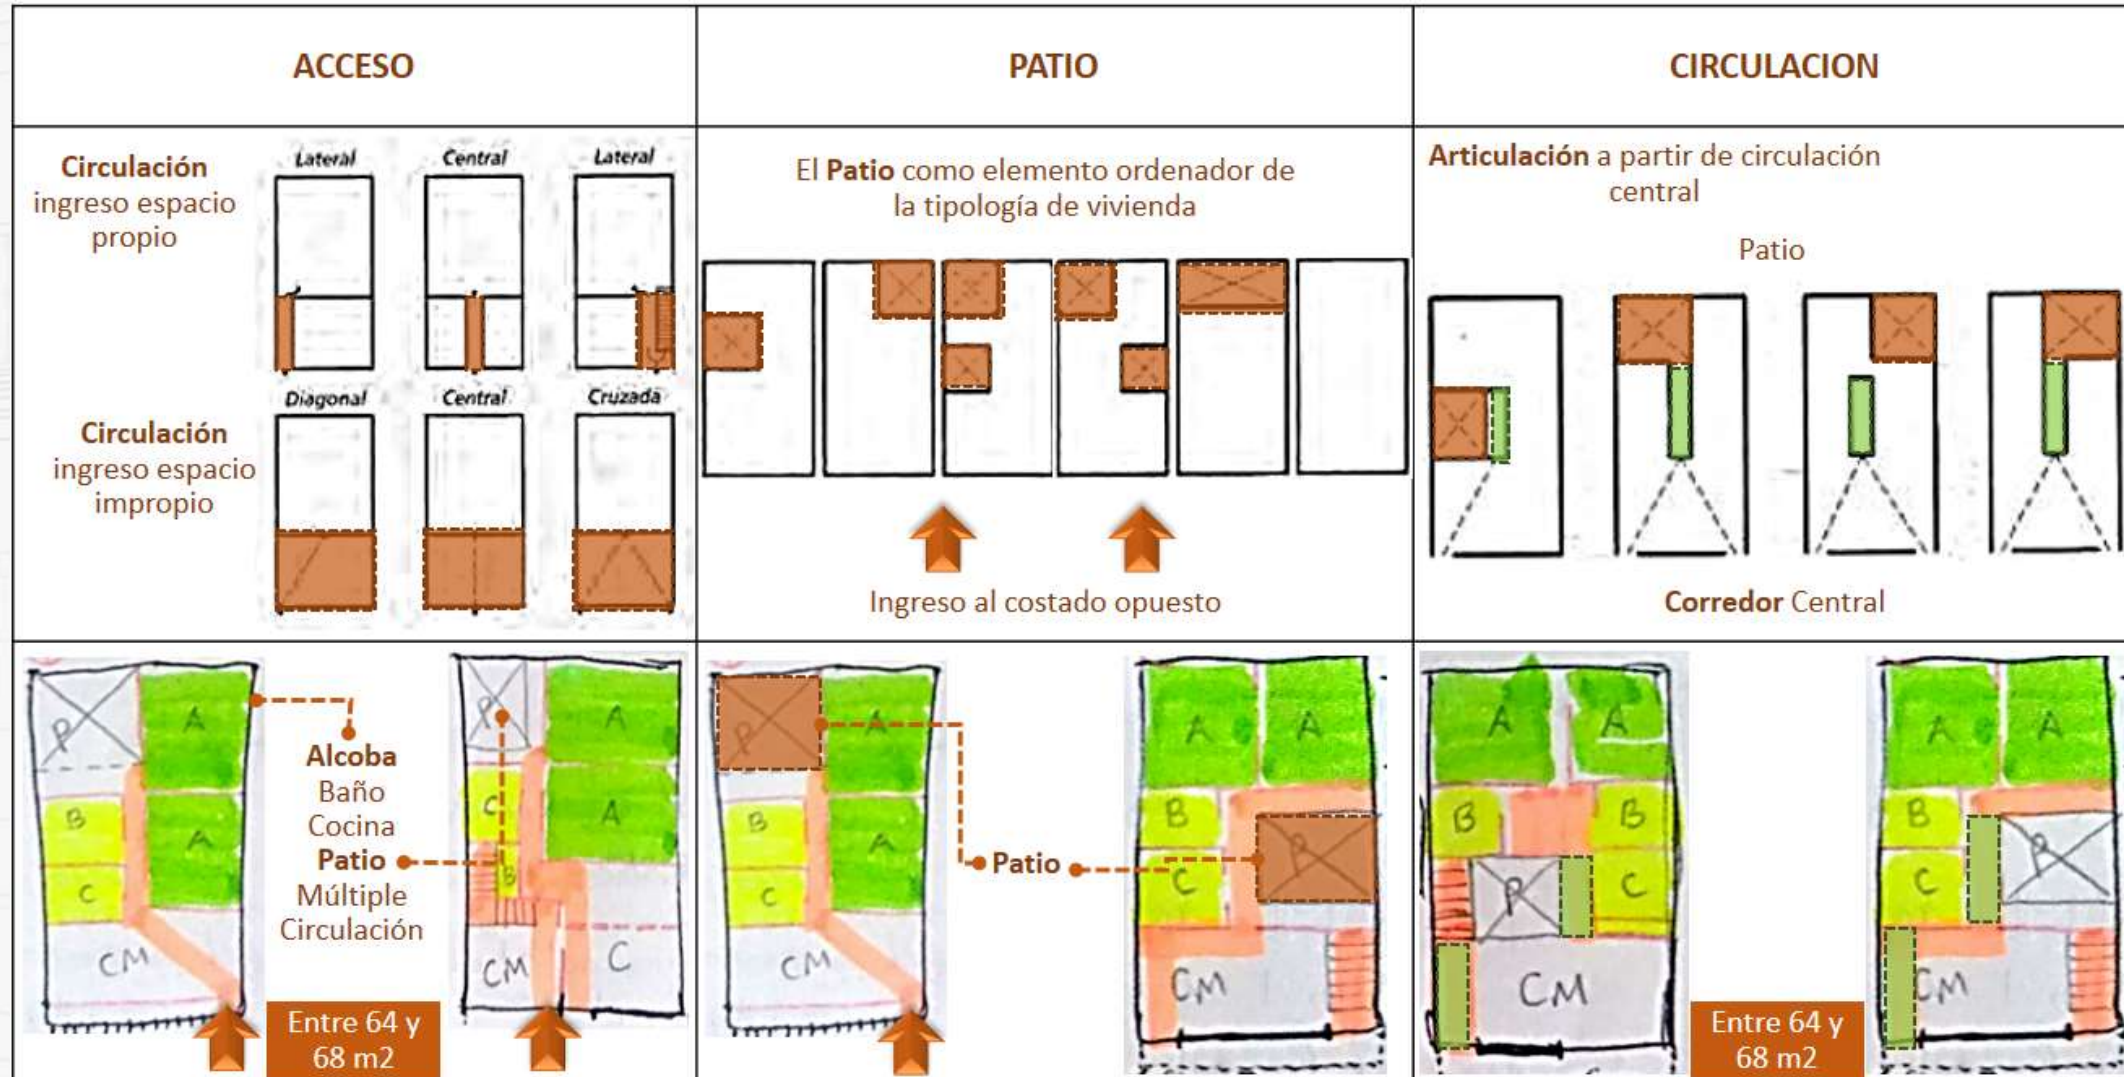 ACCESO
PATIO
CIRCULACION
Circulación
ingreso espacio
propio
Lateral
Central
Lateral
Circulación
ingreso espacio
impropio
Diagonal
Central
Cruzada
El Patio como elemento ordenador de
la tipología de vivienda
Ingreso al costado opuesto
Articulación a partir de circulación
central
Patio
Corredor Central
P
A
B
A
C
CM
Alcoba
Baño
Cocina
Patio
Múltiple
Circulación
Entre 64 y
68 m2
P
A
C
A
B
CM
C
P
A
B
A
C
CM
Patio
A
A
B
P
C
CM
A
A
B
B
P
C
CM
Entre 64 y
68 m2
A
A
B
P
C
CM